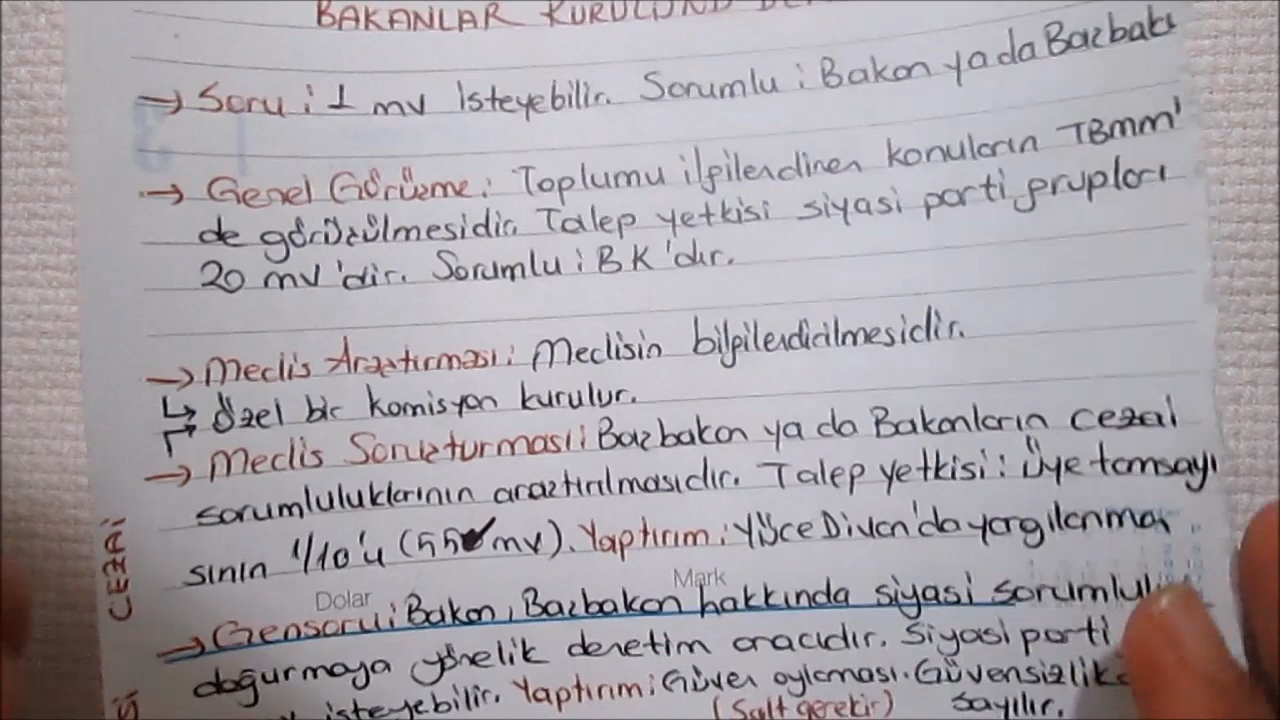 BAKANLAR KURULUNU
→ Soru : 1 mv isteyebilir. Sorumlu : Bakan ya da Başbaka
→ Genel Görüşme : Toplumu ilgilendiren konuların TBMM'
de görüşülmesidir. Talep yetkisi siyasi parti grupları
20 mv'dir. Sorumlu : BK'dır.
→ Meclis Araştırması : Meclisin bilgilendirilmesidir.
↳ Özel bir komisyon kurulur.
→ Meclis Soruşturması : Başbakan ya da Bakanların cezai
sorumluluklarının araştırılmasıdır. Talep yetkisi : Üye tamsayı
sının 1/10'u (55 mv). Yaptırım : Yüce Divan'da yargılanma
CEZAİ
Dolar Mark
→ Gensoru : Bakan, Başbakan hakkında siyasi sorumlulu
doğurmaya yönelik denetim aracıdır. Siyasi parti
isteyebilir. Yaptırım : Güven oylaması. Güvensizlik
(Salt gerekir) sayılır.